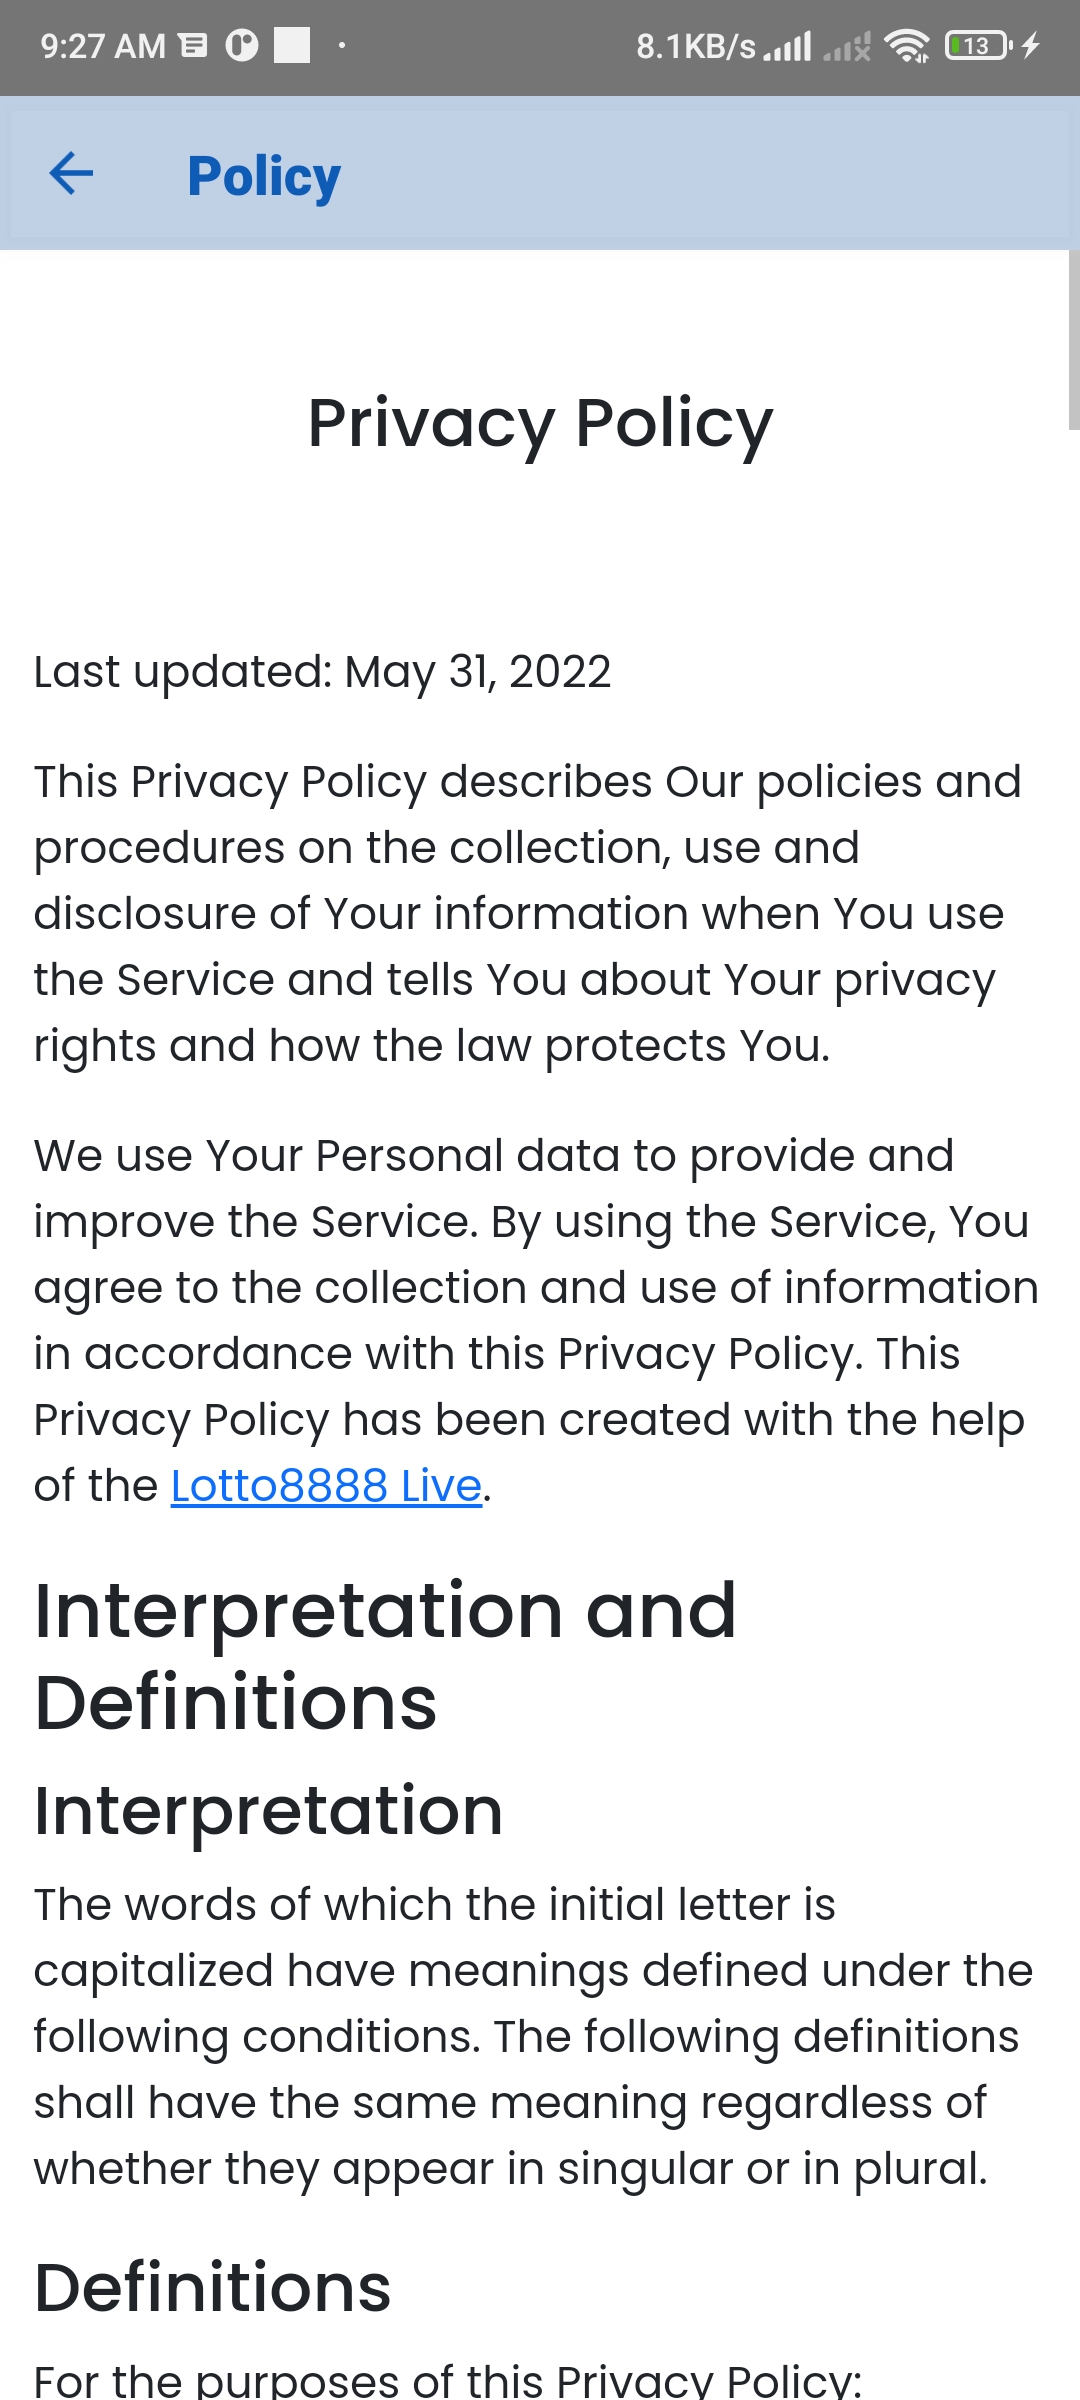 9:27 AM
8.1KB/s
13
Policy
Privacy Policy
Last updated: May 31, 2022
This Privacy Policy describes Our policies and
procedures on the collection, use and
disclosure of Your information when You use
the Service and tells You about Your privacy
rights and how the law protects You.
We use Your Personal data to provide and
improve the Service. By using the Service, You
agree to the collection and use of information
in accordance with this Privacy Policy. This
Privacy Policy has been created with the help
of the Lotto8888 Live.
Interpretation and
Definitions
Interpretation
The words of which the initial letter is
capitalized have meanings defined under the
following conditions. The following definitions
shall have the same meaning regardless of
whether they appear in singular or in plural.
Definitions
For the purposes of this Privacy Policy: